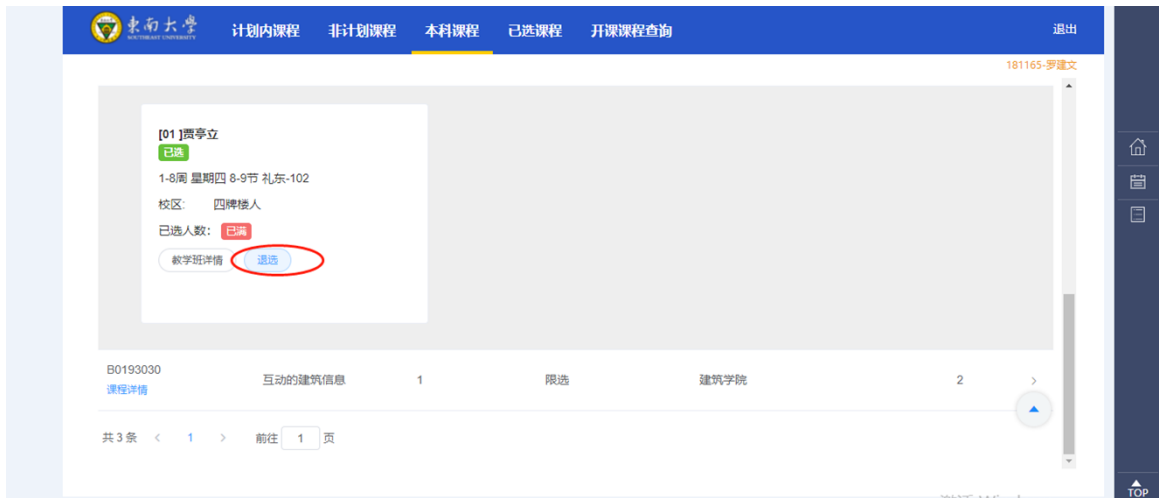 東南大學 计划内课程 非计划课程 本科课程 已选课程 开课课程查询 退出
SOUTHEAST UNIVERSITY
181165-罗建文
[01 ]贾亭立
已选
1-8周 星期四 8-9节 礼东-102
校区: 四牌楼人
已选人数: 已满
教学班详情 退选
B0193030
课程详情
互动的建筑信息 1 限选 建筑学院 2
共 3 条 1 前往 1 页
TOP